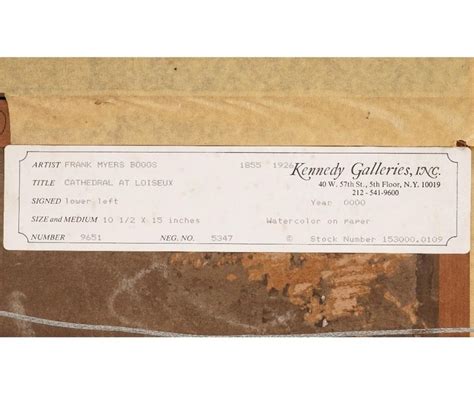 ARTIST FRANK MYERS BOGGS 1855 1926
Kennedy Galleries, INC.
40 W. 57th St., 5th Floor, N.Y. 10019
212-541-9600
TITLE CATHEDRAL AT LOISEUX
SIGNED lower left Year 0000
SIZE and MEDIUM 10 1/2 X 15 inches Watercolor on Paper
NUMBER 9651 NEG. NO. 5347 © Stock Number 153000.0109